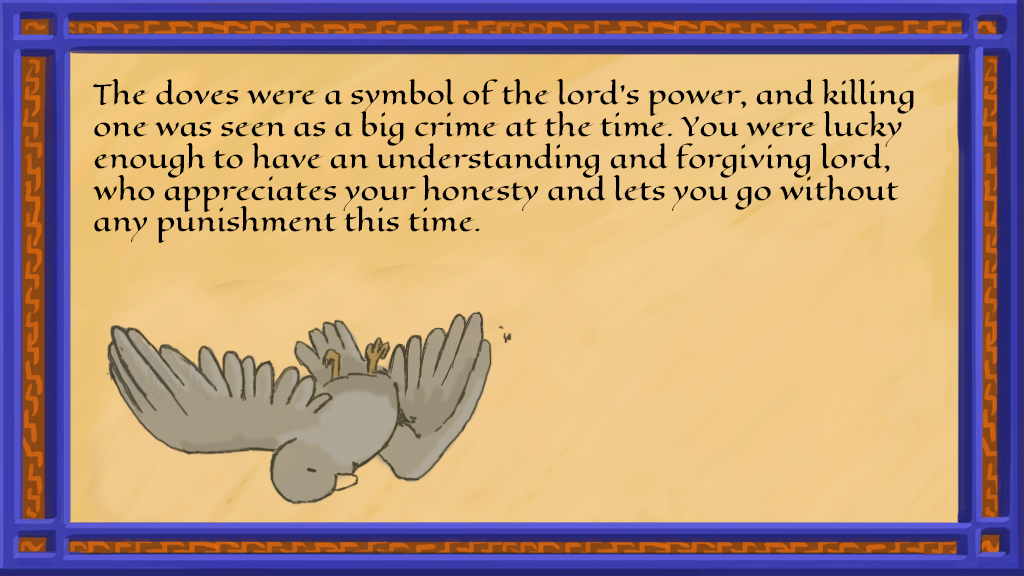 The doves were a symbol of the lord's power, and killing
one was seen as a big crime at the time. You were lucky
enough to have an understanding and forgiving lord,
who appreciates your honesty and lets you go without
any punishment this time.